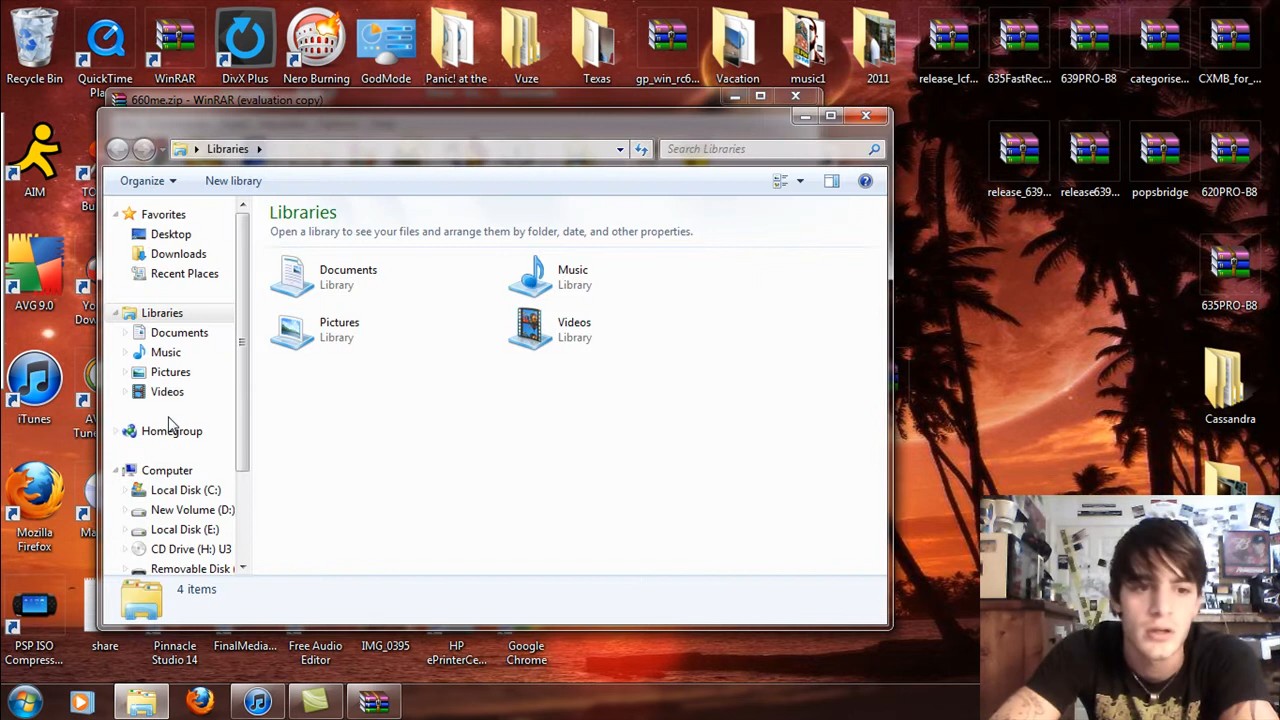 Recycle Bin
QuickTime
WinRAR
DivX Plus
Nero Burning
GodMode
Panic! at the
Vuze
Texas
gp_win_rc6...
Vacation
music1
2011
release_lcf...
635FastRec...
639PRO-B8
categorise...
CXMB_for_...
660me.zip - WinRAR (evaluation copy)
Libraries
Search Libraries
AIM
release_639...
release639...
popsbridge
620PRO-B8
Organize
New library
Favorites
Desktop
Downloads
Recent Places
Libraries
Documents
Music
Pictures
Videos
Homegroup
Computer
Local Disk (C:)
New Volume (D:)
Local Disk (E:)
CD Drive (H:) U3
Removable Disk
Libraries
Open a library to see your files and arrange them by folder, date, and other properties.
Documents
Library
Music
Library
Pictures
Library
Videos
Library
4 items
AVG 9.0
635PRO-B8
iTunes
Cassandra
Mozilla
Firefox
PSP ISO
Compress...
share
Pinnacle
Studio 14
FinalMedia...
Free Audio
Editor
IMG_0395
HP
ePrinterCe...
Google
Chrome